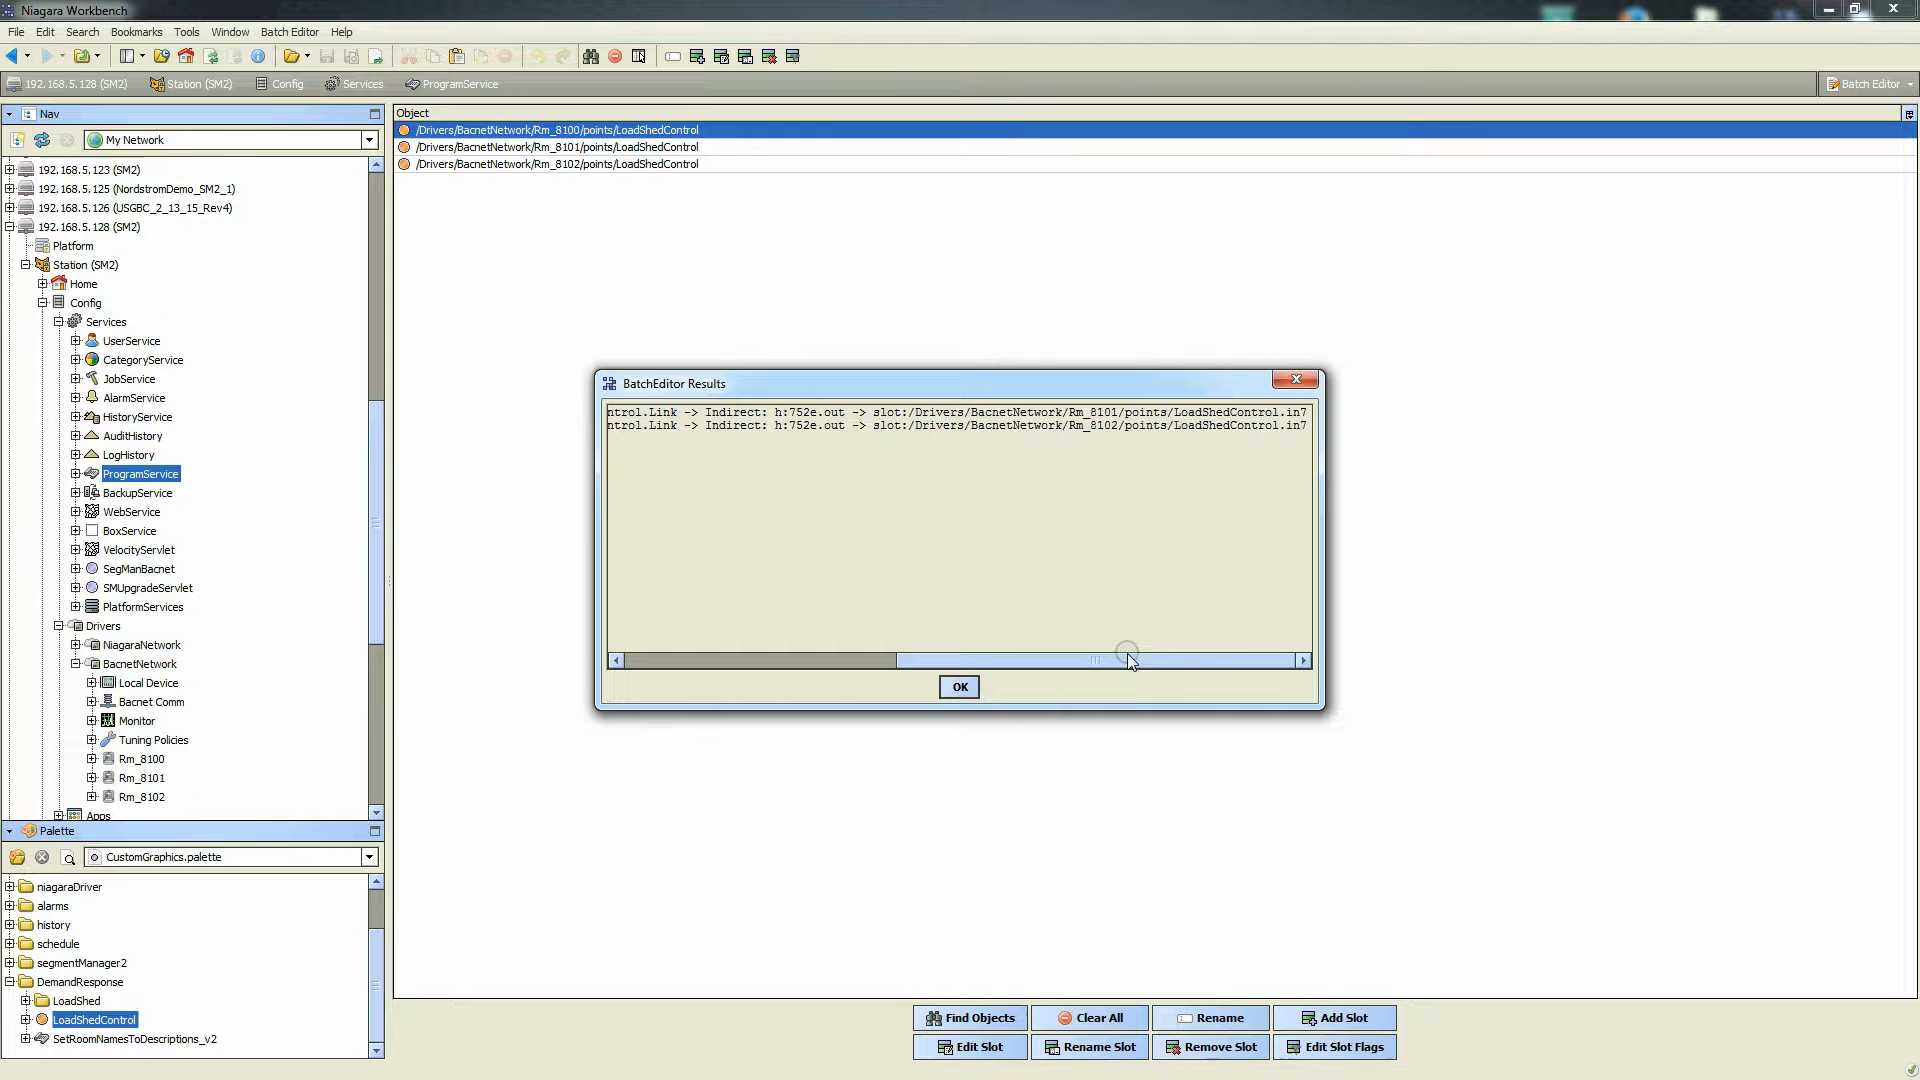 Niagara Workbench
File Edit Search Bookmarks Tools Window Batch Editor Help
192.168.5.128 (SM2) Station (SM2) Config Services ProgramService Batch Editor
Nav
My Network
192.168.5.123 (SM2)
192.168.5.125 (NordstromDemo_SM2_1)
192.168.5.126 (USGBC_2_13_15_Rev4)
192.168.5.128 (SM2)
Platform
Station (SM2)
Home
Config
Services
UserService
CategoryService
JobService
AlarmService
HistoryService
AuditHistory
LogHistory
ProgramService
BackupService
WebService
BoxService
VelocityServlet
SegManBacnet
SMUpgradeServlet
PlatformServices
Drivers
NiagaraNetwork
BacnetNetwork
Local Device
Bacnet Comm
Monitor
Tuning Policies
Rm_8100
Rm_8101
Rm_8102
Apps
Palette
CustomGraphics.palette
niagaraDriver
alarms
history
schedule
segmentManager2
DemandResponse
LoadShed
LoadShedControl
SetRoomNamesToDescriptions_v2
Object
/Drivers/BacnetNetwork/Rm_8100/points/LoadShedControl
/Drivers/BacnetNetwork/Rm_8101/points/LoadShedControl
/Drivers/BacnetNetwork/Rm_8102/points/LoadShedControl
BatchEditor Results
ntrol.Link -> Indirect: h:752e.out -> slot:/Drivers/BacnetNetwork/Rm_8101/points/LoadShedControl.in7
ntrol.Link -> Indirect: h:752e.out -> slot:/Drivers/BacnetNetwork/Rm_8102/points/LoadShedControl.in7
OK
Find Objects Clear All Rename Add Slot
Edit Slot Rename Slot Remove Slot Edit Slot Flags